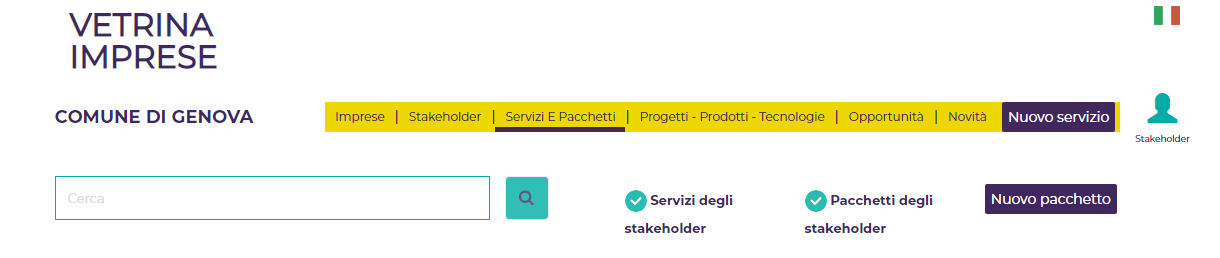 VETRINA
IMPRESE
COMUNE DI GENOVA
Imprese | Stakeholder | Servizi E Pacchetti | Progetti - Prodotti - Tecnologie | Opportunità | Novità Nuovo servizio
Stakeholder
Cerca
Servizi degli
stakeholder
Pacchetti degli
stakeholder
Nuovo pacchetto